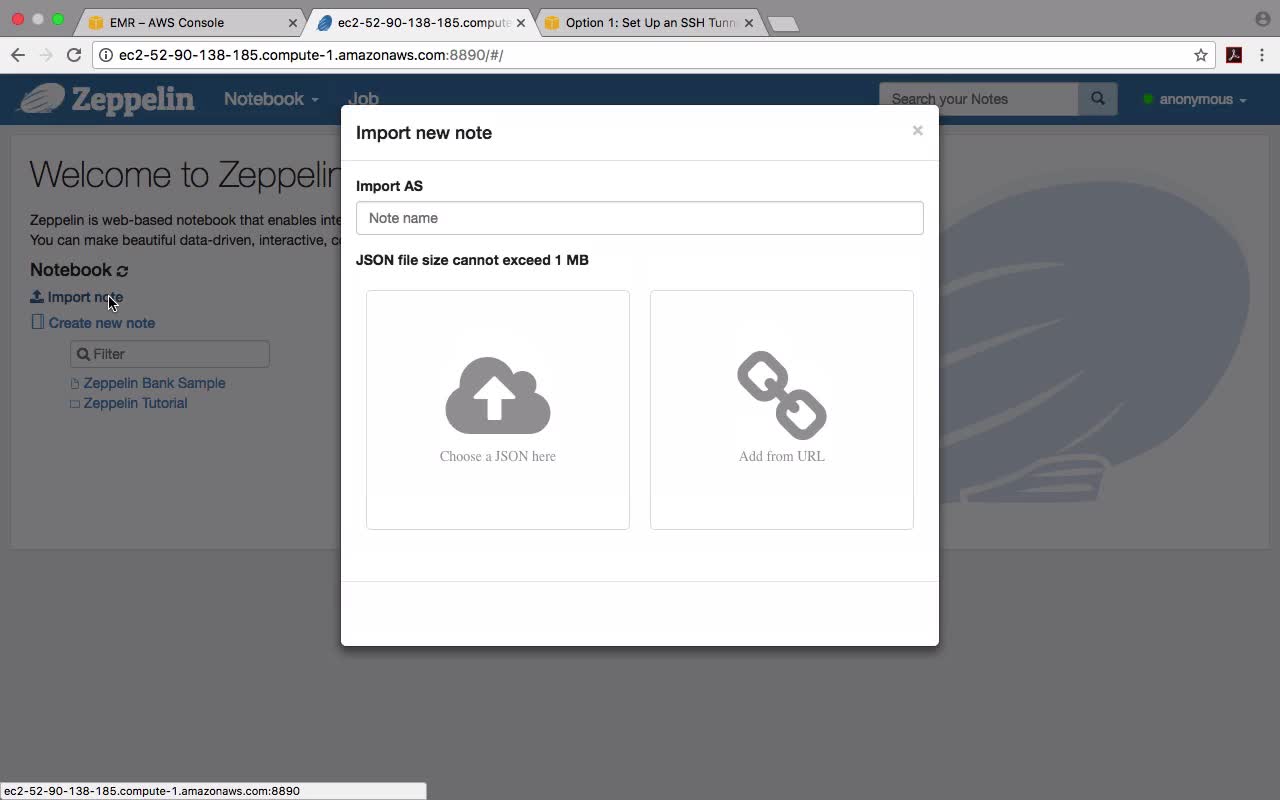 EMR – AWS Console
ec2-52-90-138-185.compute
Option 1: Set Up an SSH Tunn
ec2-52-90-138-185.compute-1.amazonaws.com:8890/#/
Zeppelin
Notebook
Job
Search your Notes
anonymous
Import new note
×
Welcome to Zeppelin
Import AS
Note name
Zeppelin is web-based notebook that enables inte
You can make beautiful data-driven, interactive, c
JSON file size cannot exceed 1 MB
Notebook
Import note
Create new note
Filter
Zeppelin Bank Sample
Zeppelin Tutorial
Choose a JSON here
Add from URL
ec2-52-90-138-185.compute-1.amazonaws.com:8890